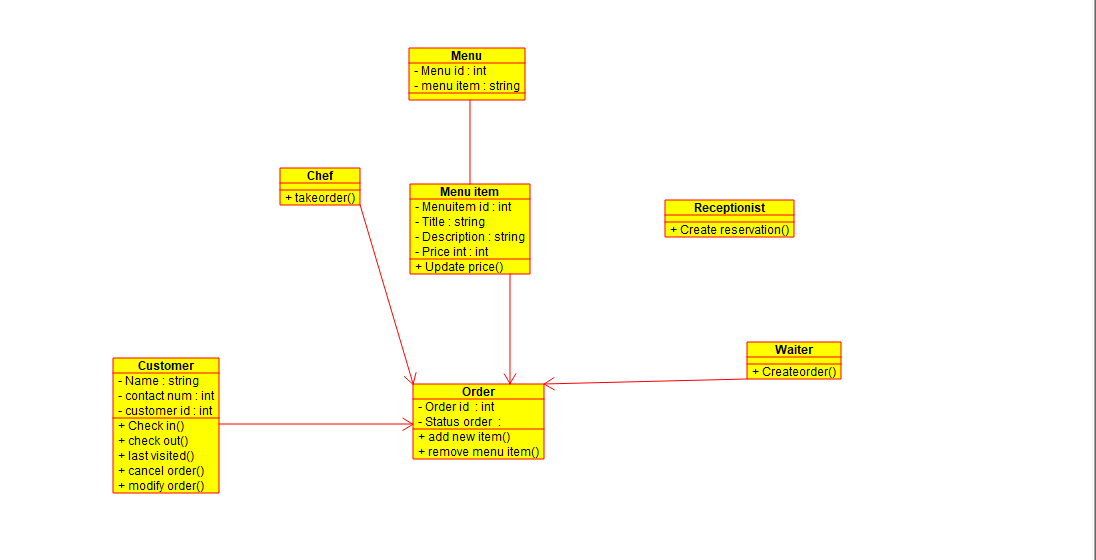 Menu
- Menu id : int
- menu item : string
Chef
+ takeorder()
Menu item
- Menuitem id : int
- Title : string
- Description : string
- Price int : int
+ Update price()
Receptionist
+ Create reservation()
Waiter
+ Createorder()
Customer
- Name : string
- contact num : int
- customer id : int
+ Check in()
+ check out()
+ last visited()
+ cancel order()
+ modify order()
Order
- Order id  : int
- Status order  :
+ add new item()
+ remove menu item()